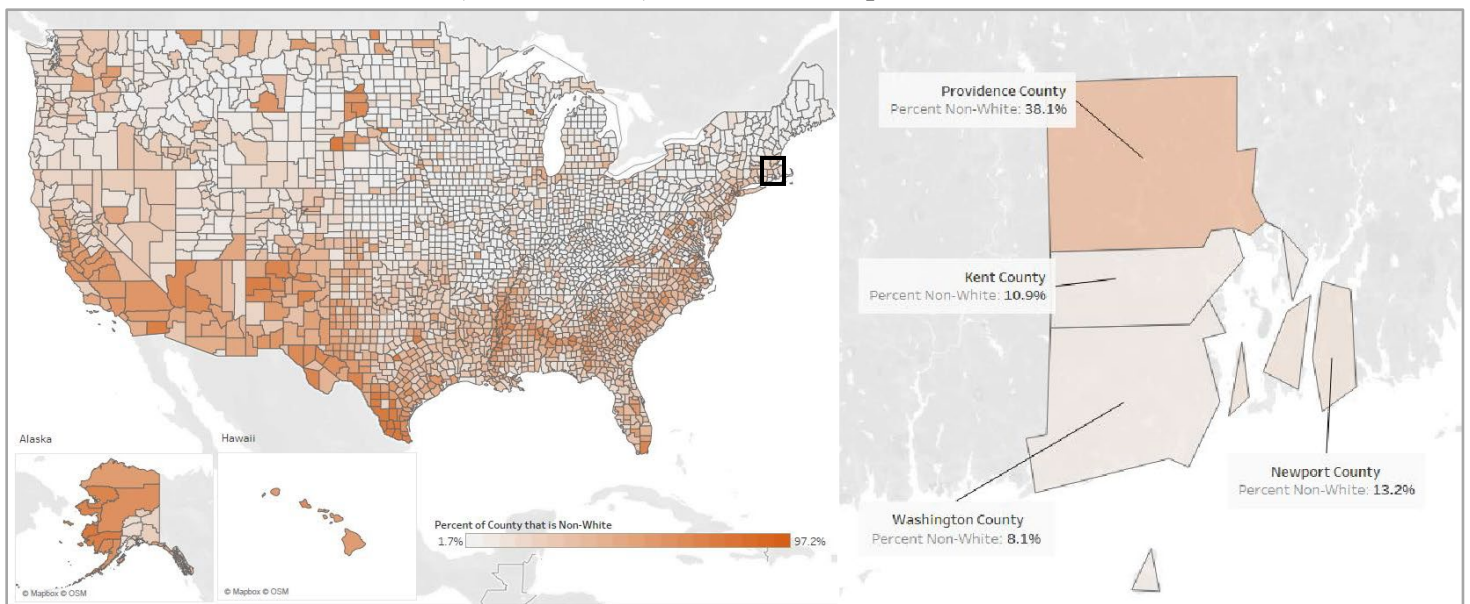 Alaska
Hawaii
© Mapbox © OSM
© Mapbox © OSM
Percent of County that is Non-White
1.7%
97.2%
Providence County
Percent Non-White: 38.1%
Kent County
Percent Non-White: 10.9%
Newport County
Percent Non-White: 13.2%
Washington County
Percent Non-White: 8.1%